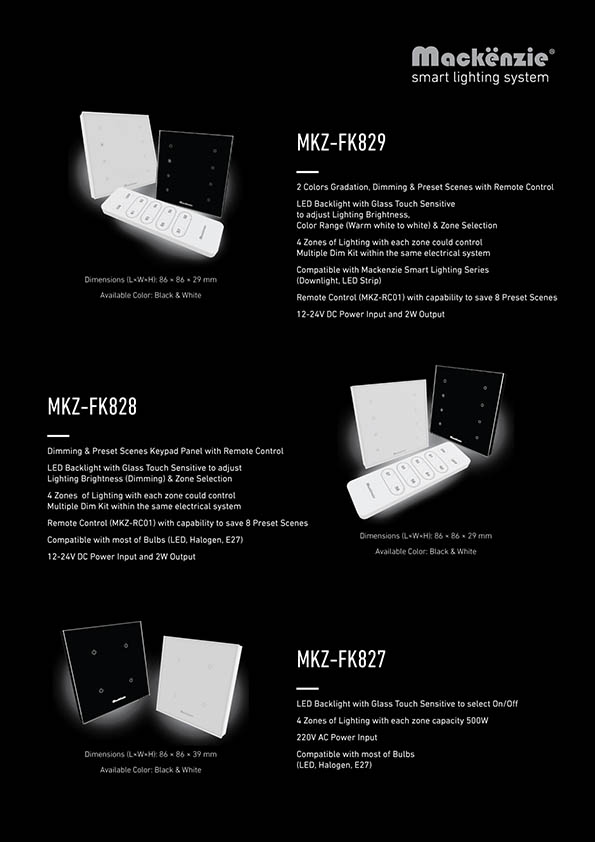 Mackënzie®
smart lighting system
MKZ-FK829
2 Colors Gradation, Dimming & Preset Scenes with Remote Control
LED Backlight with Glass Touch Sensitive
to adjust Lighting Brightness,
Color Range (Warm white to white) & Zone Selection
4 Zones of Lighting with each zone could control
Multiple Dim Kit within the same electrical system
Compatible with Mackenzie Smart Lighting Series
(Downlight, LED Strip)
Remote Control (MKZ-RC01) with capability to save 8 Preset Scenes
12-24V DC Power Input and 2W Output
Dimensions (L×W×H): 86 × 86 × 29 mm
Available Color: Black & White
MKZ-FK828
Dimming & Preset Scenes Keypad Panel with Remote Control
LED Backlight with Glass Touch Sensitive to adjust
Lighting Brightness (Dimming) & Zone Selection
4 Zones of Lighting with each zone could control
Multiple Dim Kit within the same electrical system
Remote Control (MKZ-RC01) with capability to save 8 Preset Scenes
Compatible with most of Bulbs (LED, Halogen, E27)
12-24V DC Power Input and 2W Output
Dimensions (L×W×H): 86 × 86 × 29 mm
Available Color: Black & White
MKZ-FK827
LED Backlight with Glass Touch Sensitive to select On/Off
4 Zones of Lighting with each zone capacity 500W
220V AC Power Input
Compatible with most of Bulbs
(LED, Halogen, E27)
Dimensions (L×W×H): 86 × 86 × 39 mm
Available Color: Black & White